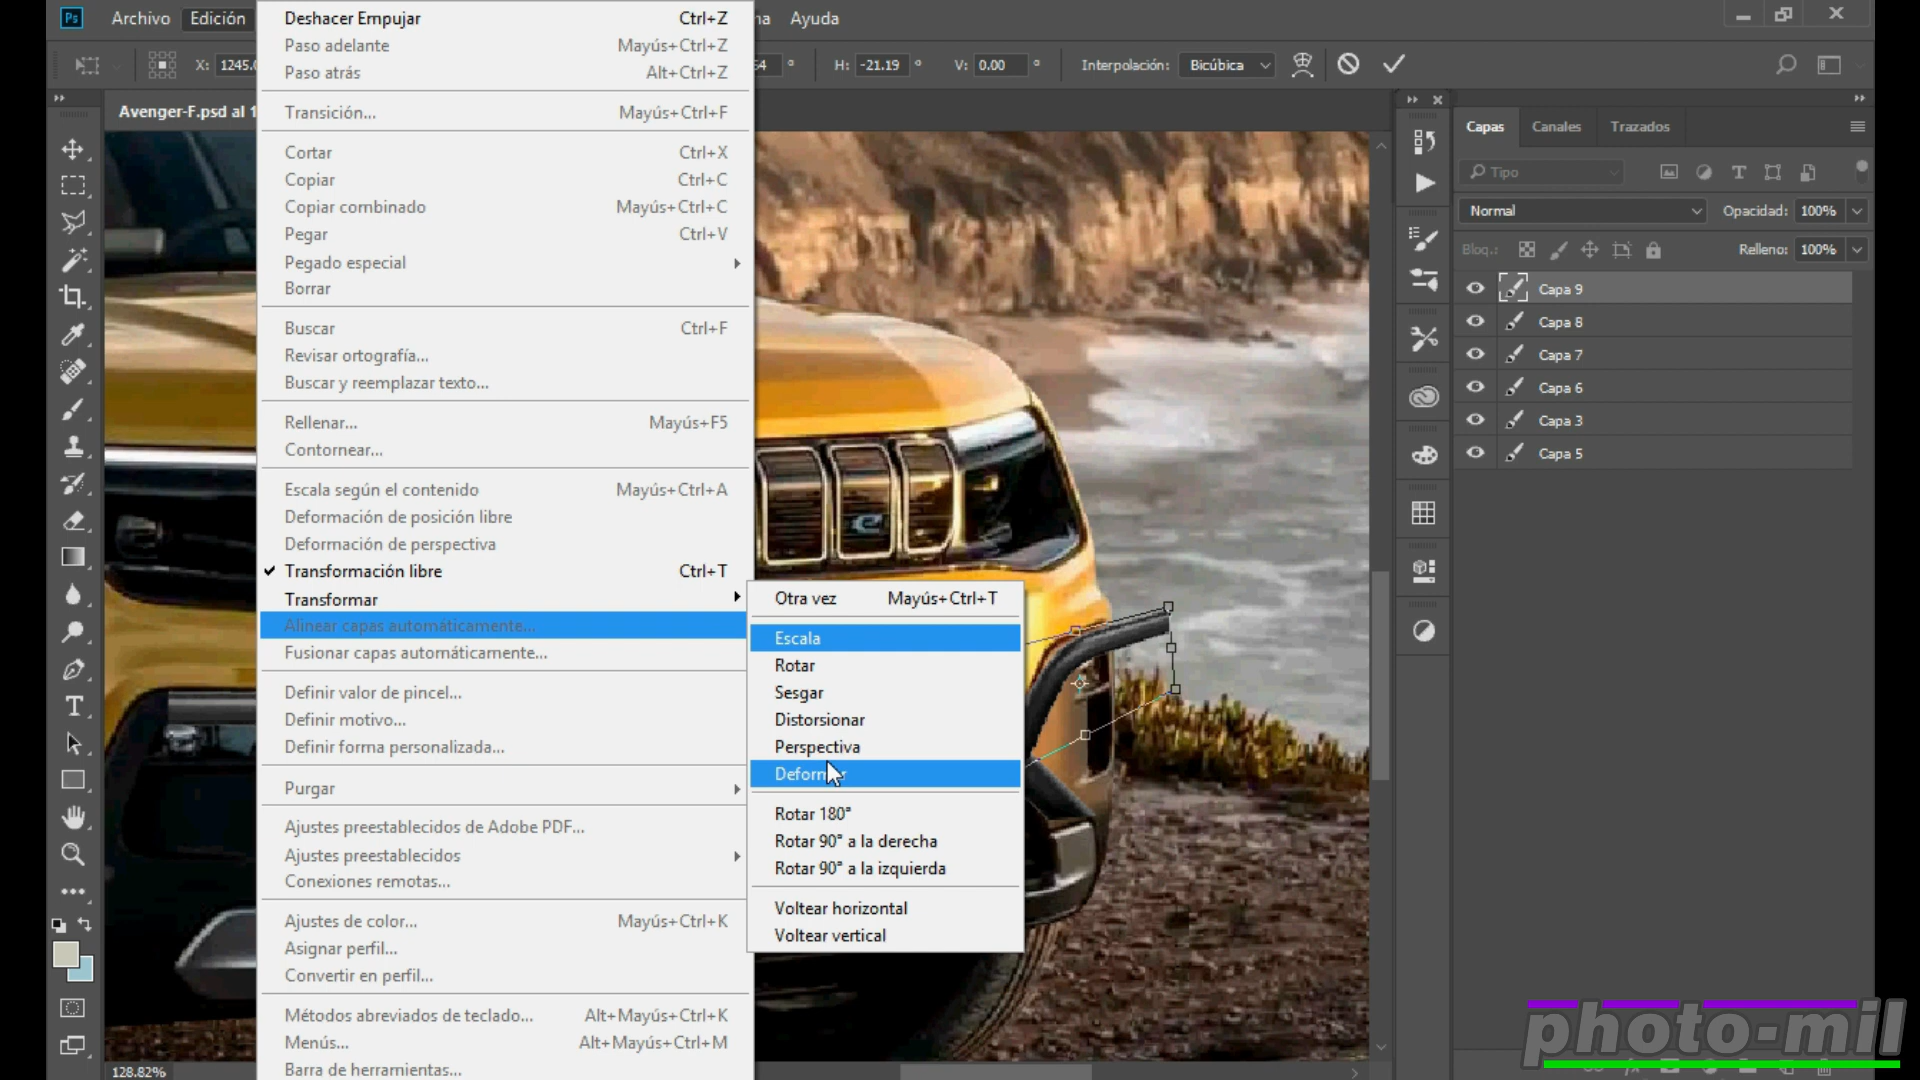 Ps Archivo Edición na Ayuda
X: 1245.0 64 ° H: -21.19 ° V: 0.00 ° Interpolación: Bicúbica
Avenger-F.psd al 1
Deshacer Empujar Ctrl+Z
Paso adelante Mayús+Ctrl+Z
Paso atrás Alt+Ctrl+Z
Transición... Mayús+Ctrl+F
Cortar Ctrl+X
Copiar Ctrl+C
Copiar combinado Mayús+Ctrl+C
Pegar Ctrl+V
Pegado especial
Borrar
Buscar Ctrl+F
Revisar ortografía...
Buscar y reemplazar texto...
Rellenar... Mayús+F5
Contornear...
Escala según el contenido Mayús+Ctrl+A
Deformación de posición libre
Deformación de perspectiva
Transformación libre Ctrl+T
Transformar
Alinear capas automáticamente...
Fusionar capas automáticamente...
Definir valor de pincel...
Definir motivo...
Definir forma personalizada...
Purgar
Ajustes preestablecidos de Adobe PDF...
Ajustes preestablecidos
Conexiones remotas...
Ajustes de color... Mayús+Ctrl+K
Asignar perfil...
Convertir en perfil...
Métodos abreviados de teclado... Alt+Mayús+Ctrl+K
Menús... Alt+Mayús+Ctrl+M
Barra de herramientas...
Otra vez Mayús+Ctrl+T
Escala
Rotar
Sesgar
Distorsionar
Perspectiva
Deformar
Rotar 180°
Rotar 90° a la derecha
Rotar 90° a la izquierda
Voltear horizontal
Voltear vertical
Capas Canales Trazados
Tipo
Normal Opacidad: 100%
Bloq.: Relleno: 100%
Capa 9
Capa 8
Capa 7
Capa 6
Capa 3
Capa 5
128.82%
photo-mil